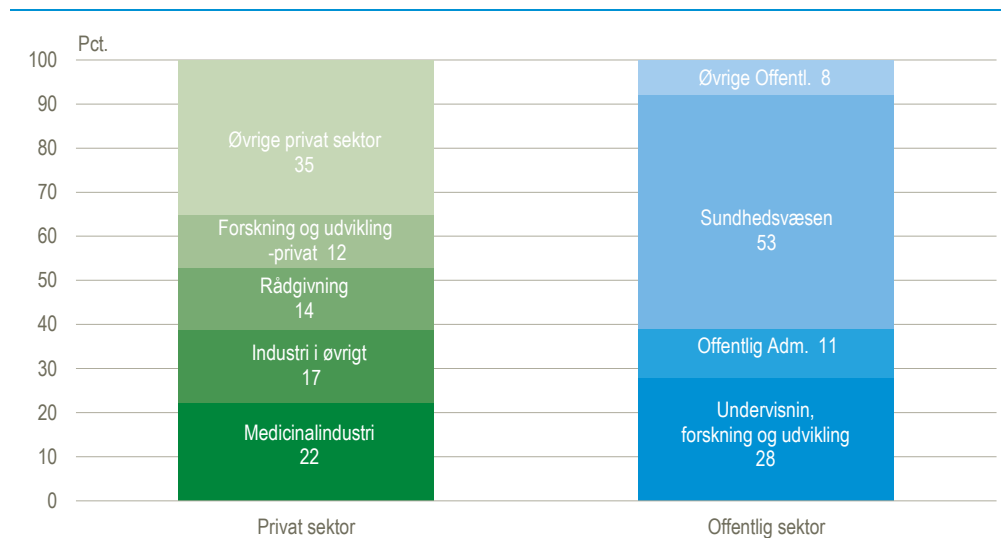 Pct.
100
90
80
70
60
50
40
30
20
10
0
Øvrige privat sektor
35
Forskning og udvikling
-privat 12
Rådgivning
14
Industri i øvrigt
17
Medicinalindustri
22
Øvrige Offentl. 8
Sundhedsvæsen
53
Offentlig Adm. 11
Undervisnin,
forskning og udvikling
28
Privat sektor
Offentlig sektor